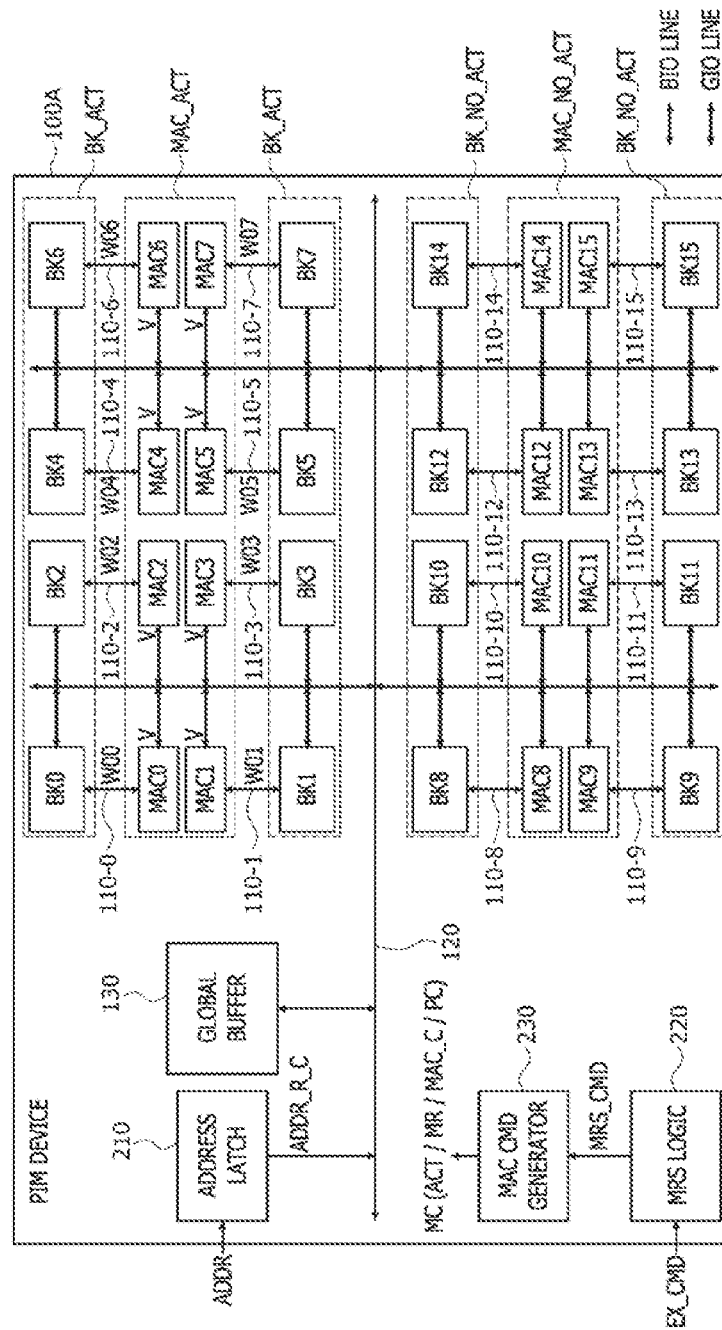 PIM DEVICE
100A
ADDR
210
ADDRESS
LATCH
ADDR_R_C
130
GLOBAL
BUFFER
120
MC (ACT / MR / MAC_C / PC)
230
MAC CMD
GENERATOR
MRS_CMD
220
MRS LOGIC
EX_CMD
BK0
BK2
BK4
BK6
BK_ACT
110-0
W00
110-2
W02
W04
110-4
110-6
W06
MAC0
V
V
MAC2
MAC4
V
V
MAC6
MAC_ACT
MAC1
V
V
MAC3
MAC5
V
V
MAC7
110-1
W01
110-3
W03
W05
110-5
110-7
W07
BK1
BK3
BK5
BK7
BK_ACT
BK8
BK10
BK12
BK14
BK_NO_ACT
110-8
110-10
110-12
110-14
MAC8
MAC10
MAC12
MAC14
MAC_NO_ACT
MAC9
MAC11
MAC13
MAC15
110-9
110-11
110-13
110-15
BK9
BK11
BK13
BK15
BK_NO_ACT
BIO LINE
GIO LINE